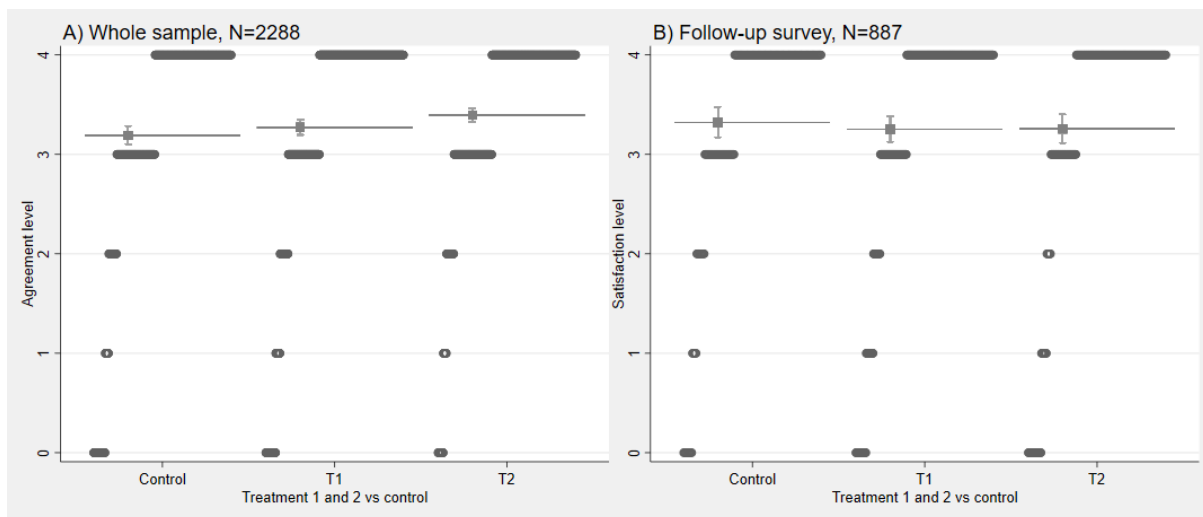 A) Whole sample, N=2288
4
3
2
1
0
Agreement level
Control T1 T2
Treatment 1 and 2 vs control
B) Follow-up survey, N=887
4
3
2
1
0
Satisfaction level
Control T1 T2
Treatment 1 and 2 vs control